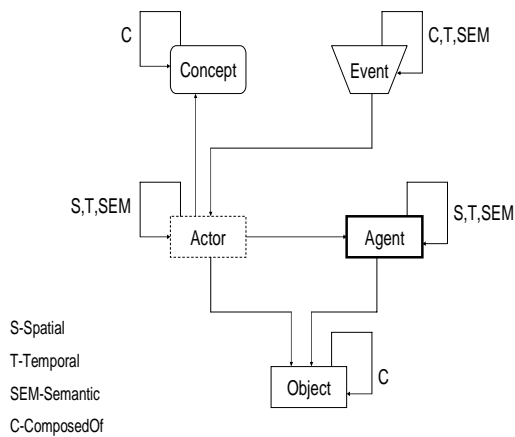 C
C,T,SEM
Concept
Event
S,T,SEM
S,T,SEM
Actor
Agent
S-Spatial
T-Temporal
Object
C
SEM-Semantic
C-ComposedOf